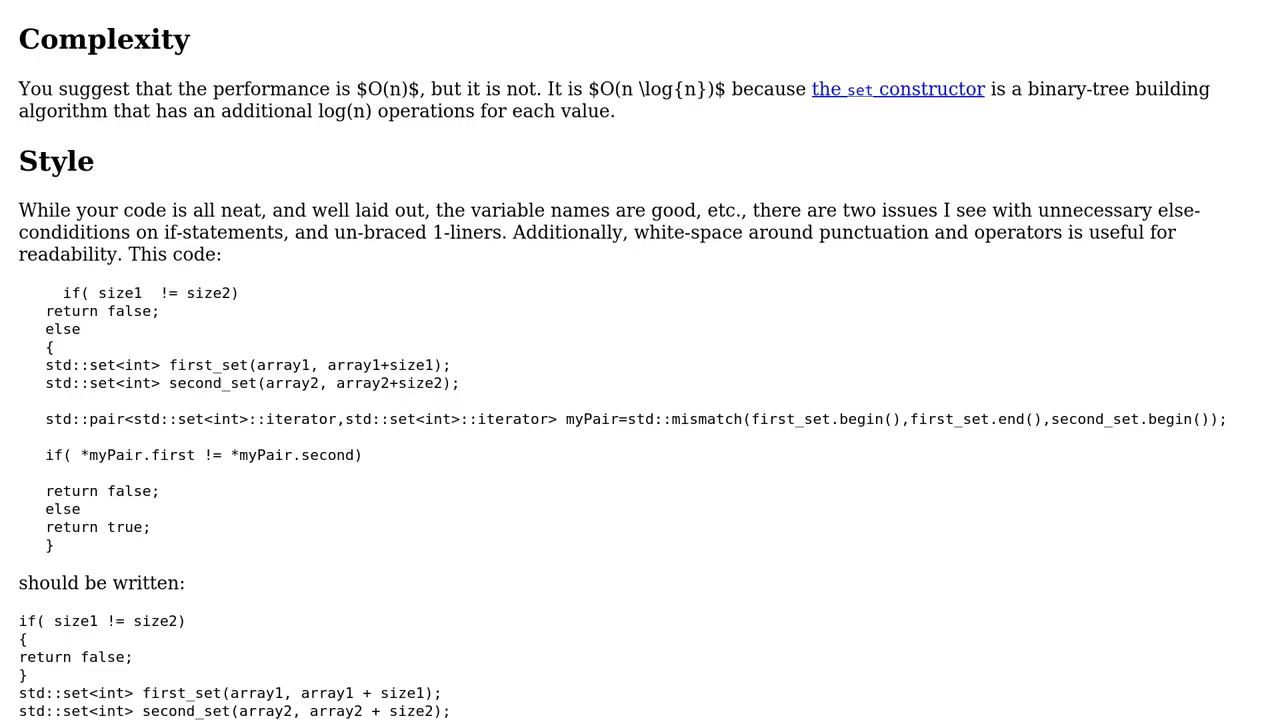 Complexity
You suggest that the performance is $O(n)$, but it is not. It is $O(n \log{n})$ because the set constructor is a binary-tree building
algorithm that has an additional log(n) operations for each value.
Style
While your code is all neat, and well laid out, the variable names are good, etc., there are two issues I see with unnecessary else-
condiditions on if-statements, and un-braced 1-liners. Additionally, white-space around punctuation and operators is useful for
readability. This code:
     if( size1  != size2)
   return false;
   else
   {
   std::set<int> first_set(array1, array1+size1);
   std::set<int> second_set(array2, array2+size2);
   std::pair<std::set<int>::iterator,std::set<int>::iterator> myPair=std::mismatch(first_set.begin(),first_set.end(),second_set.begin());
   if( *myPair.first != *myPair.second)
   return false;
   else
   return true;
   }
should be written:
if( size1 != size2)
{
return false;
}
std::set<int> first_set(array1, array1 + size1);
std::set<int> second_set(array2, array2 + size2);